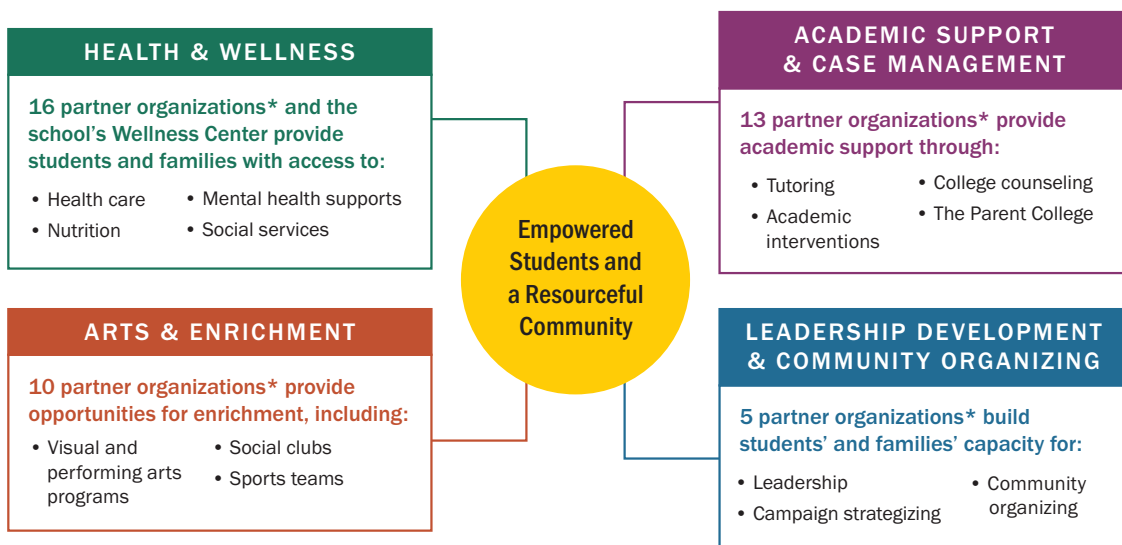 HEALTH & WELLNESS
16 partner organizations* and the
school's Wellness Center provide
students and families with access to:
• Health care
• Nutrition
• Mental health supports
• Social services
ACADEMIC SUPPORT
& CASE MANAGEMENT
13 partner organizations* provide
academic support through:
• Tutoring
• Academic
interventions
• College counseling
• The Parent College
Empowered
Students and
a Resourceful
Community
ARTS & ENRICHMENT
10 partner organizations* provide
opportunities for enrichment, including:
• Visual and
performing arts
programs
• Social clubs
• Sports teams
LEADERSHIP DEVELOPMENT
& COMMUNITY ORGANIZING
5 partner organizations* build
students' and families' capacity for:
• Leadership
• Campaign strategizing
• Community
organizing